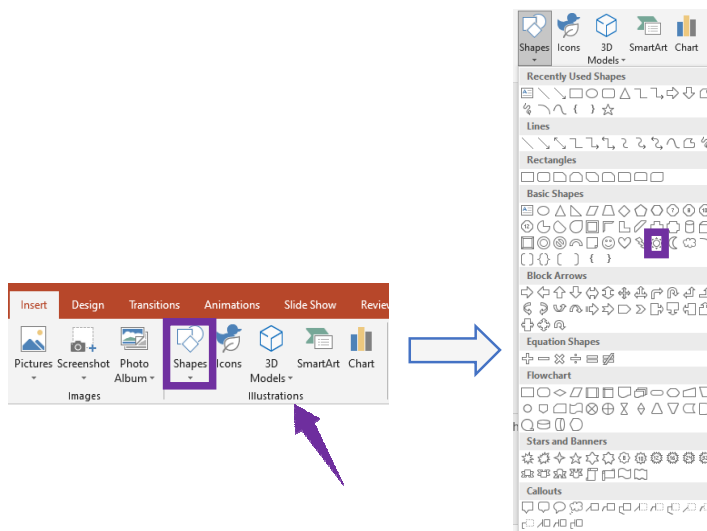 Shapes Icons 3D Models SmartArt Chart
Recently Used Shapes
Lines
Rectangles
Basic Shapes
Block Arrows
Equation Shapes
Flowchart
Stars and Banners
Callouts
Insert Design Transitions Animations Slide Show
Pictures Screenshot Photo Album Shapes Icons 3D Models SmartArt Chart
Images Illustrations